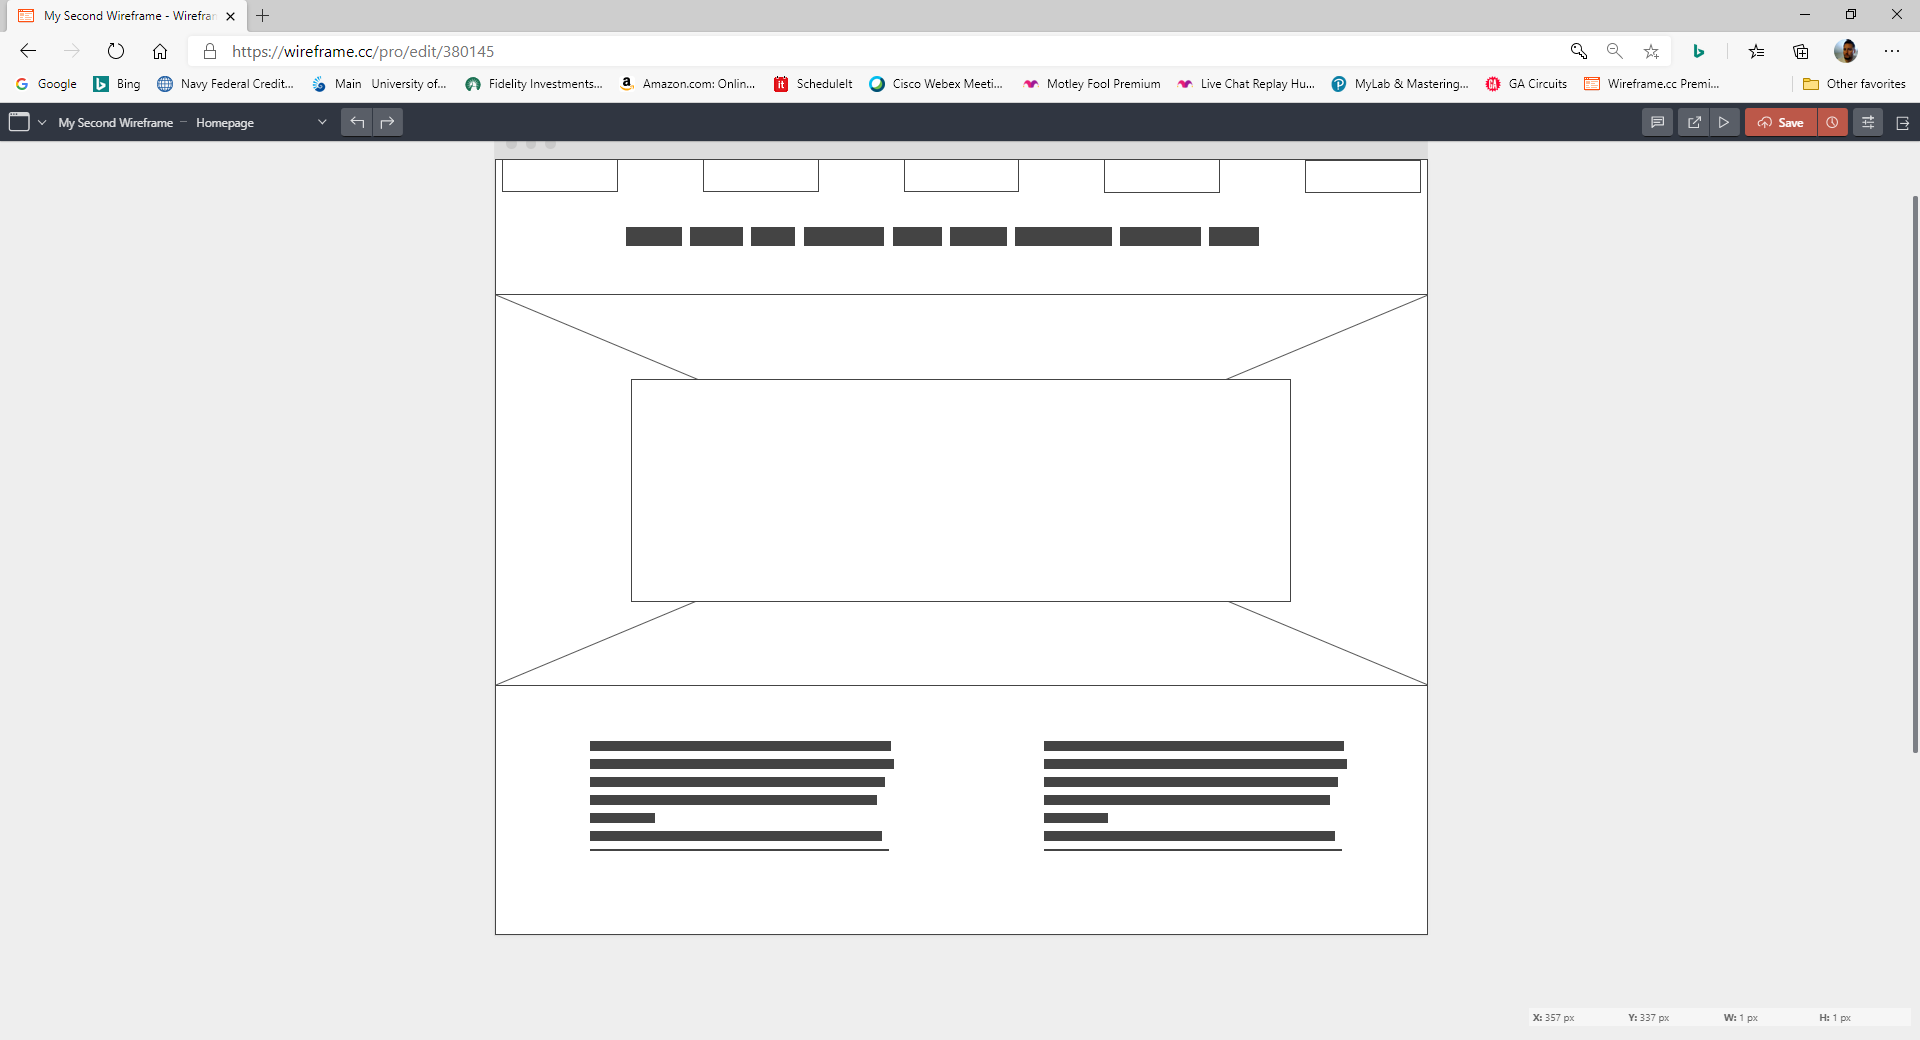 My Second Wireframe - Wirefran
https://wireframe.cc/pro/edit/380145
Google Bing Navy Federal Credit... Main University of... Fidelity Investments... Amazon.com: Onlin... ScheduleIt Cisco Webex Meeti... Motley Fool Premium Live Chat Replay Hu... MyLab & Mastering... GA Circuits Wireframe.cc Premi... Other favorites
My Second Wireframe – Homepage Save
X: 357 px Y: 337 px W: 1 px H: 1 px